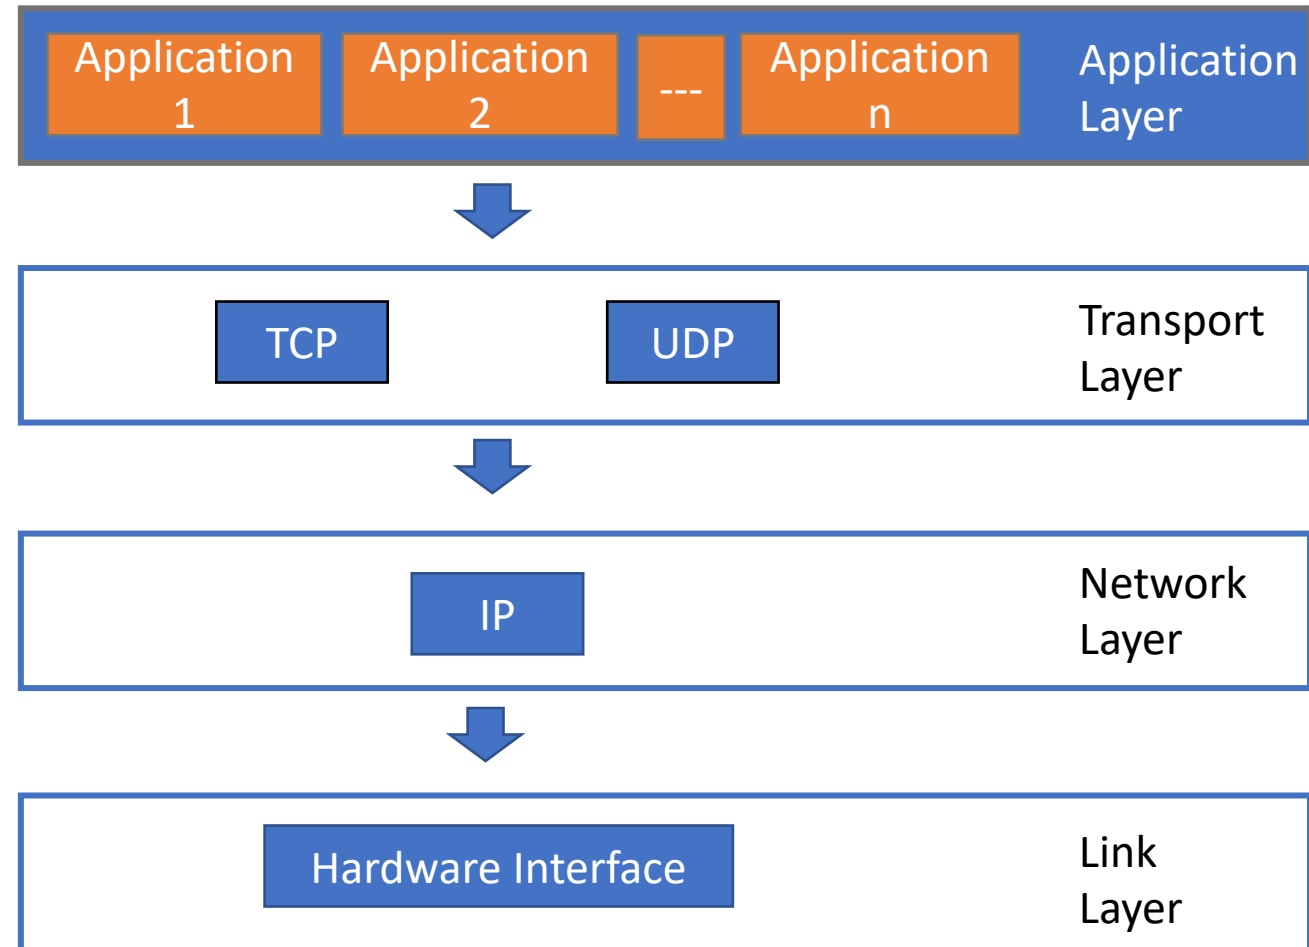 Application
1
Application
2
---
Application
n
Application
Layer
TCP
UDP
Transport
Layer
IP
Network
Layer
Hardware Interface
Link
Layer